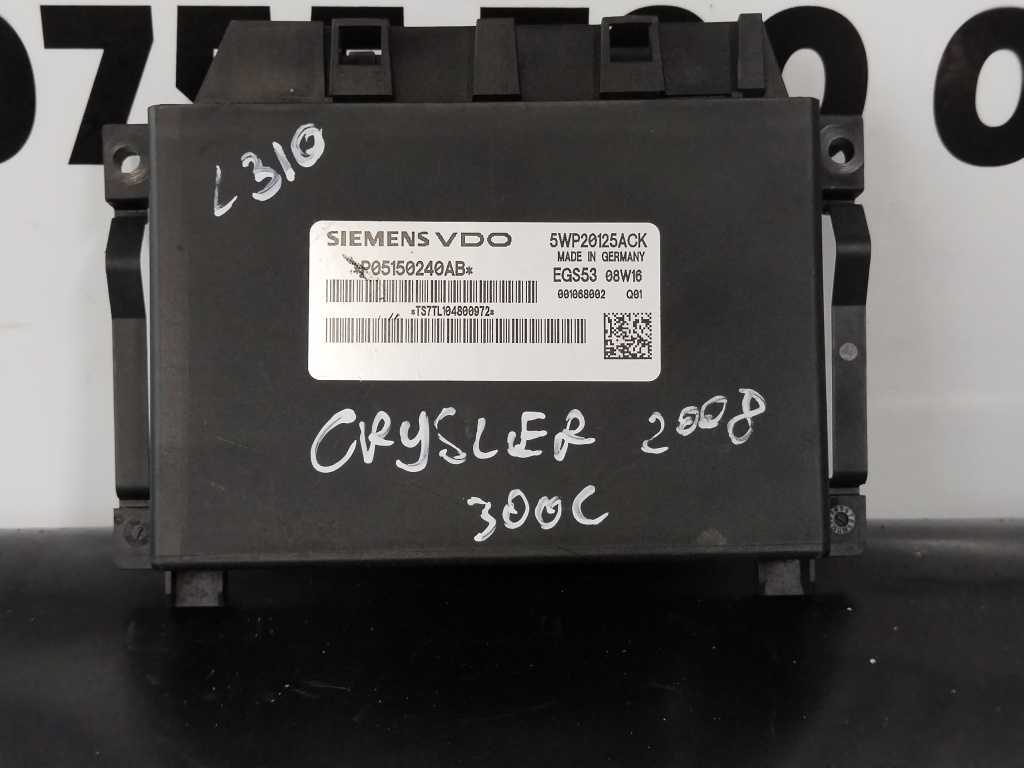 L310
SIEMENS VDO 5WP20125ACK
MADE IN GERMANY
*P05150240AB* EGS53 08W16
001068002 Q01
*TS7TL104800972*
CRYSLER 2008
300C